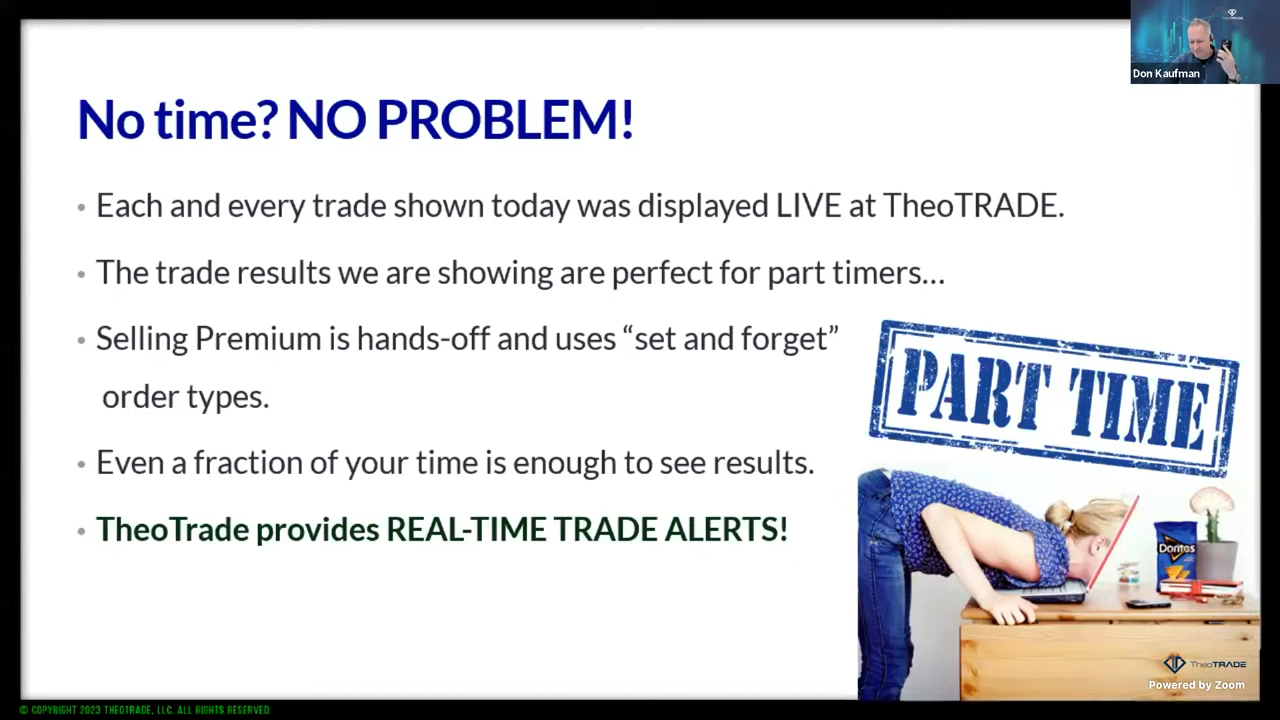 TheoTRADE
Don Kaufman
No time? NO PROBLEM!
• Each and every trade shown today was displayed LIVE at TheoTRADE.
• The trade results we are showing are perfect for part timers...
• Selling Premium is hands-off and uses “set and forget”
order types.
• Even a fraction of your time is enough to see results.
• TheoTrade provides REAL-TIME TRADE ALERTS!
PART TIME
Doritos
TheoTRADE
Powered by Zoom
© COPYRIGHT 2023 THEOTRADE, LLC. ALL RIGHTS RESERVED